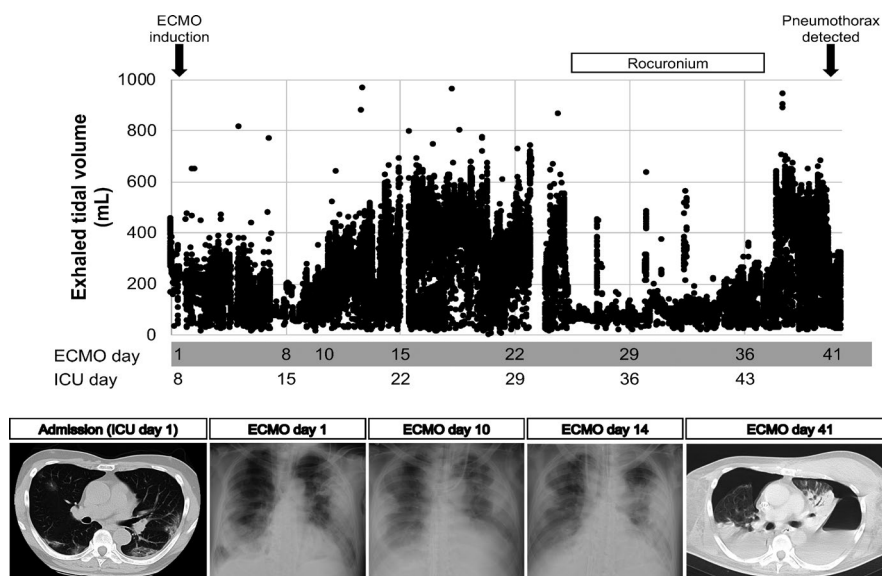 ECMO
induction
Pneumothorax
detected
Rocuronium
Exhaled tidal volume
(mL)
1000
800
600
400
200
0
ECMO day 1 8 10 15 22 29 36 41
ICU day 8 15 22 29 36 43
Admission (ICU day 1) ECMO day 1 ECMO day 10 ECMO day 14 ECMO day 41